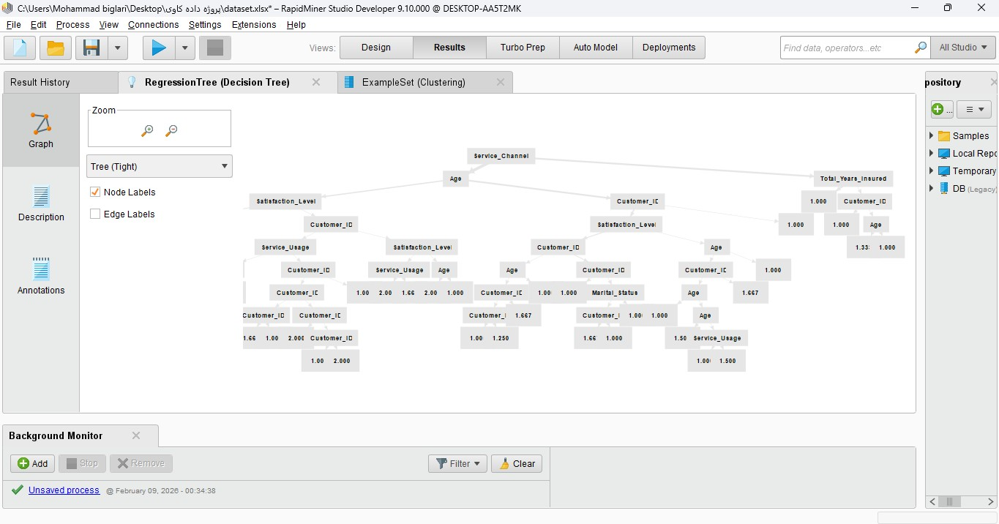 C:\Users\Mohammad biglari\Desktop\پروژه داده کاوی\dataset.xlsx* – RapidMiner Studio Developer 9.10.000 @ DESKTOP-AA5T2MK
File Edit Process View Connections Settings Extensions Help
Views: Design Results Turbo Prep Auto Model Deployments Find data, operators...etc All Studio
Result History RegressionTree (Decision Tree) ExampleSet (Clustering) pository
Zoom
Graph
Tree (Tight)
Node Labels
Edge Labels
Description
Annotations
Service_Channel
Age Total_Years_Insured
Satisfaction_Level Customer_ID 1.000 Customer_ID
Customer_ID Satisfaction_Level 1.000 1.000 Age
Service_Usage Satisfaction_Level Customer_ID Age 1.33 1.000
Customer_ID Service_Usage Age Age Customer_ID Customer_ID 1.000
Customer_ID 1.00 2.00 1.66 2.00 1.000 Customer_ID 1.00 1.000 Marital_Status Age 1.667
Customer_ID Customer_ID Customer_I 1.667 Customer_I 1.00 1.000 Age
1.66 1.00 2.000 Customer_ID 1.00 1.250 1.66 1.000 1.50 Service_Usage
1.00 2.000 1.00 1.500
... 
Samples
Local Repo
Temporary
DB (Legacy)
Background Monitor
Add Stop Remove Filter Clear
Unsaved process @ February 09, 2026 - 00:34:38